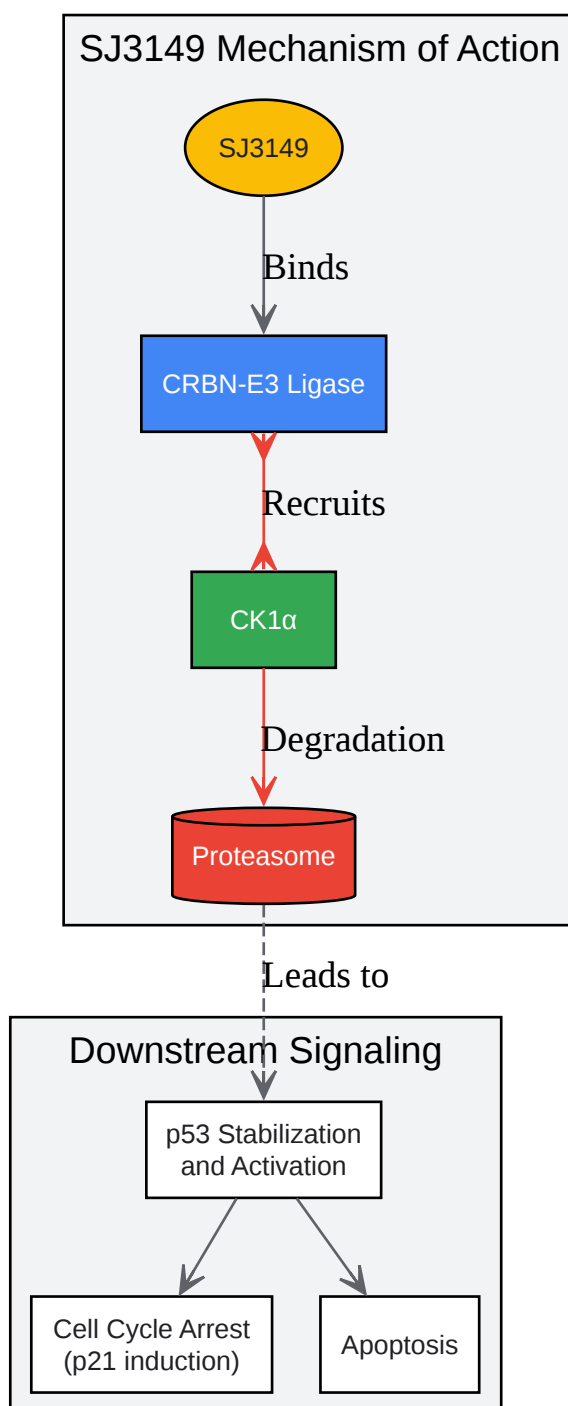 SJ3149 Mechanism of Action
SJ3149
Binds
CRBN-E3 Ligase
Recruits
CK1α
Degradation
Proteasome
Leads to
Downstream Signaling
p53 Stabilization
and Activation
Cell Cycle Arrest
(p21 induction)
Apoptosis